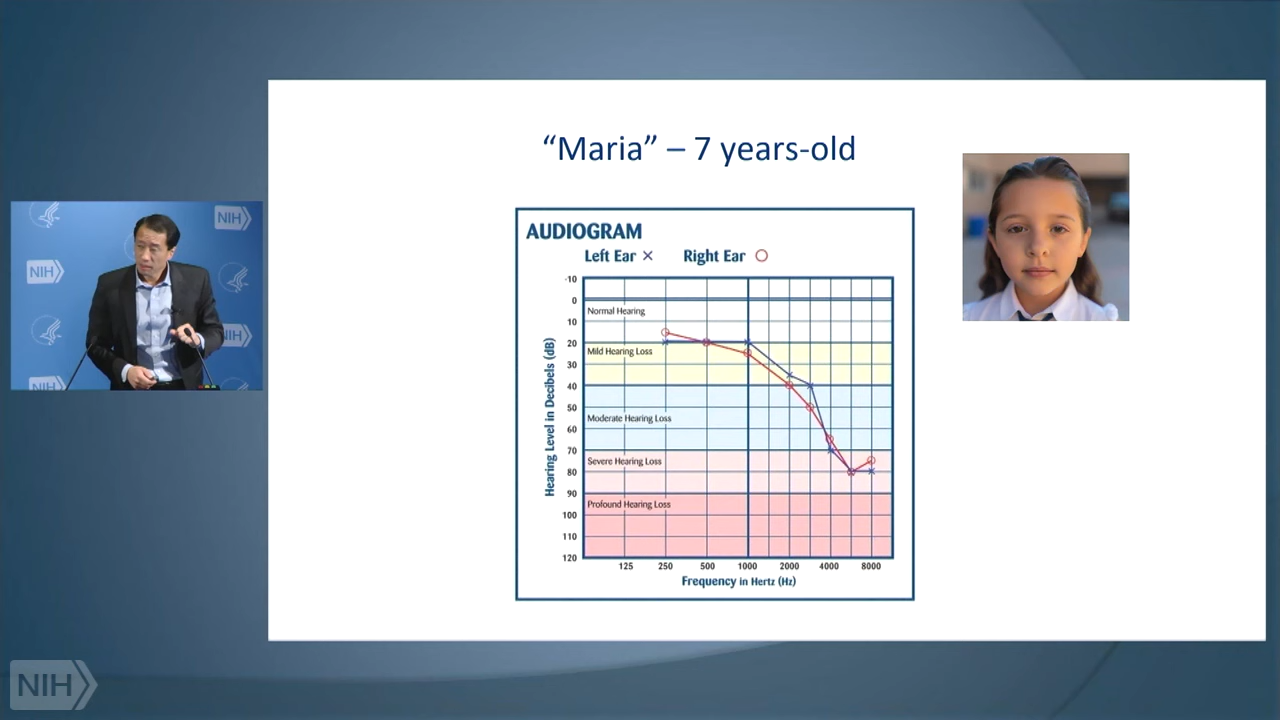 “Maria” – 7 years-old
AUDIOGRAM
Left Ear × Right Ear ○
-10
0
Normal Hearing
10
20
Mild Hearing Loss
30
40
50
Moderate Hearing Loss
60
70
Severe Hearing Loss
80
90
Profound Hearing Loss
100
110
120
Hearing Level in Decibels (dB)
125 250 500 1000 2000 4000 8000
Frequency in Hertz (Hz)
NIH
NIH
NIH
NIH
NIH